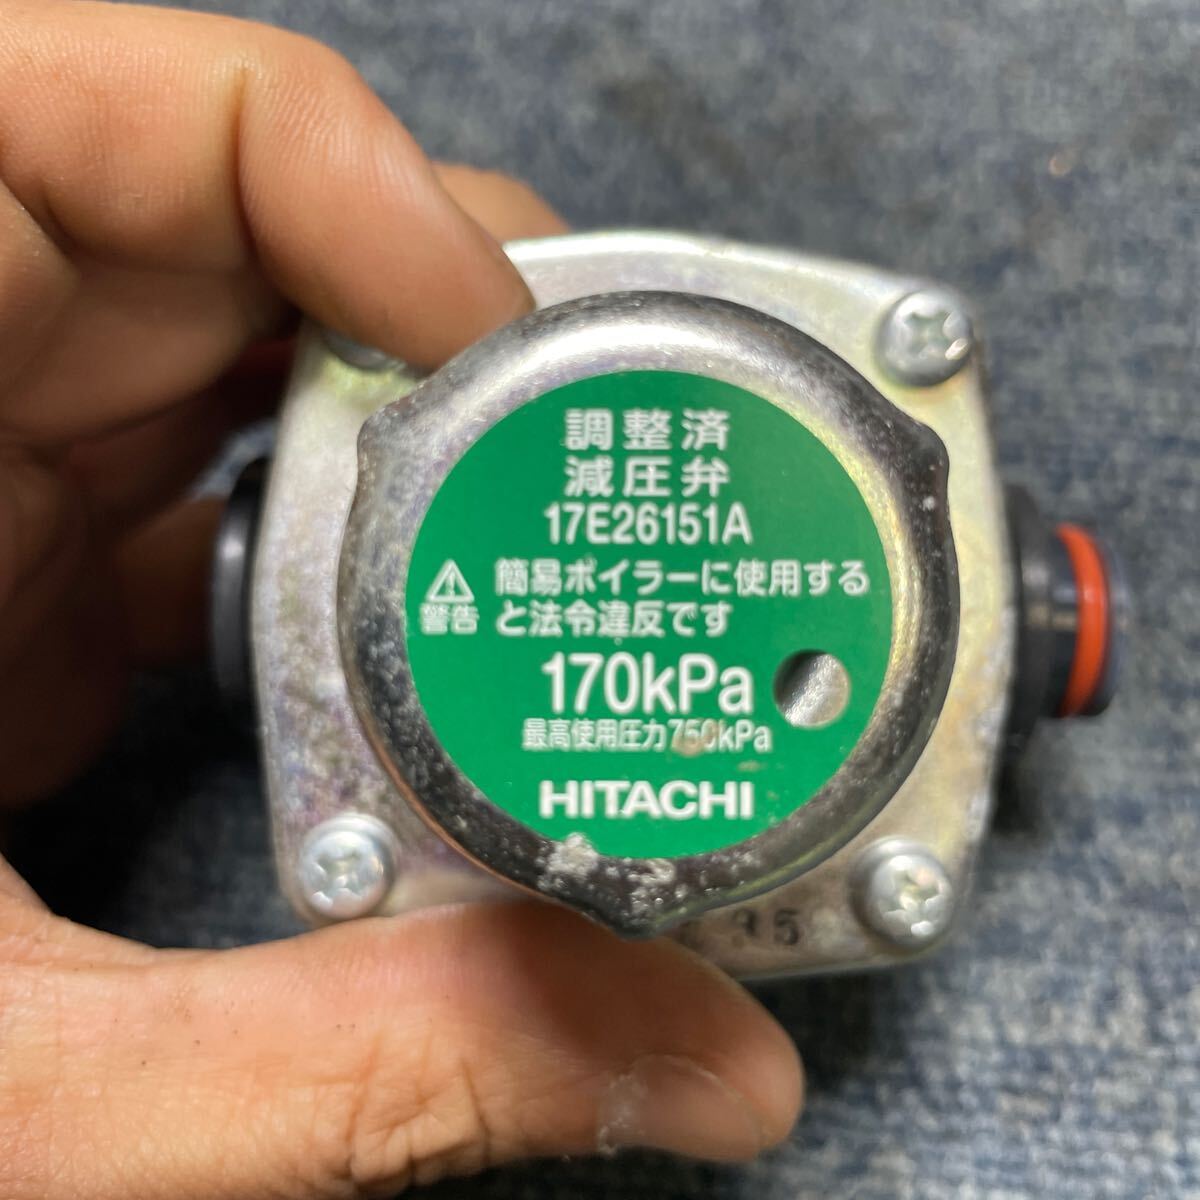 調整済
減圧弁
17E26151A
警告
簡易ボイラーに使用する
と法令違反です
170kPa
最高使用圧力750kPa
HITACHI
35